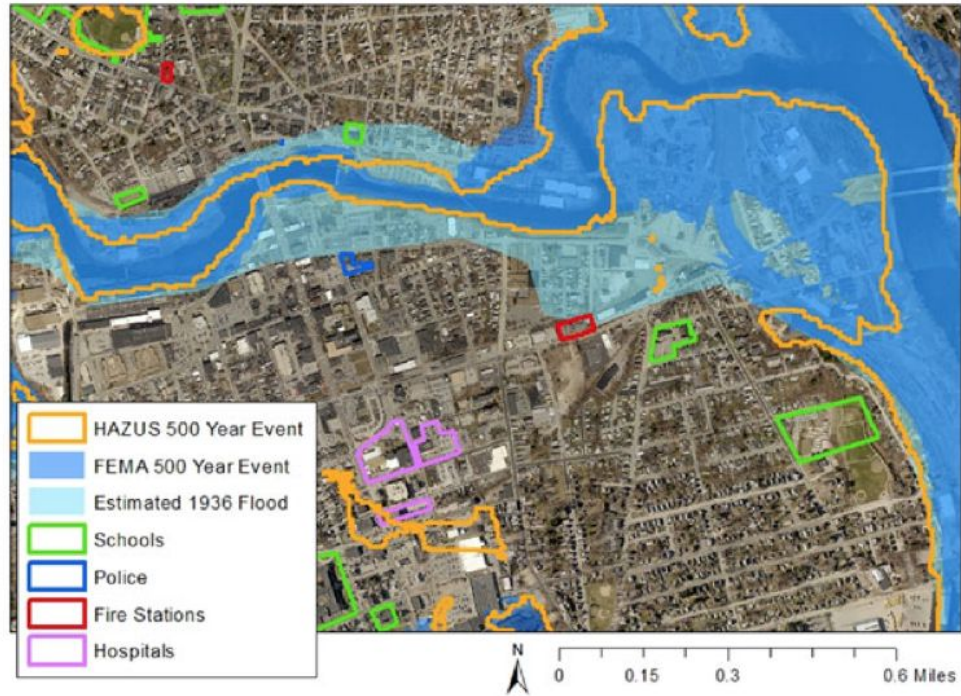 HAZUS 500 Year Event
FEMA 500 Year Event
Estimated 1936 Flood
Schools
Police
Fire Stations
Hospitals
N
0 0.15 0.3 0.6 Miles